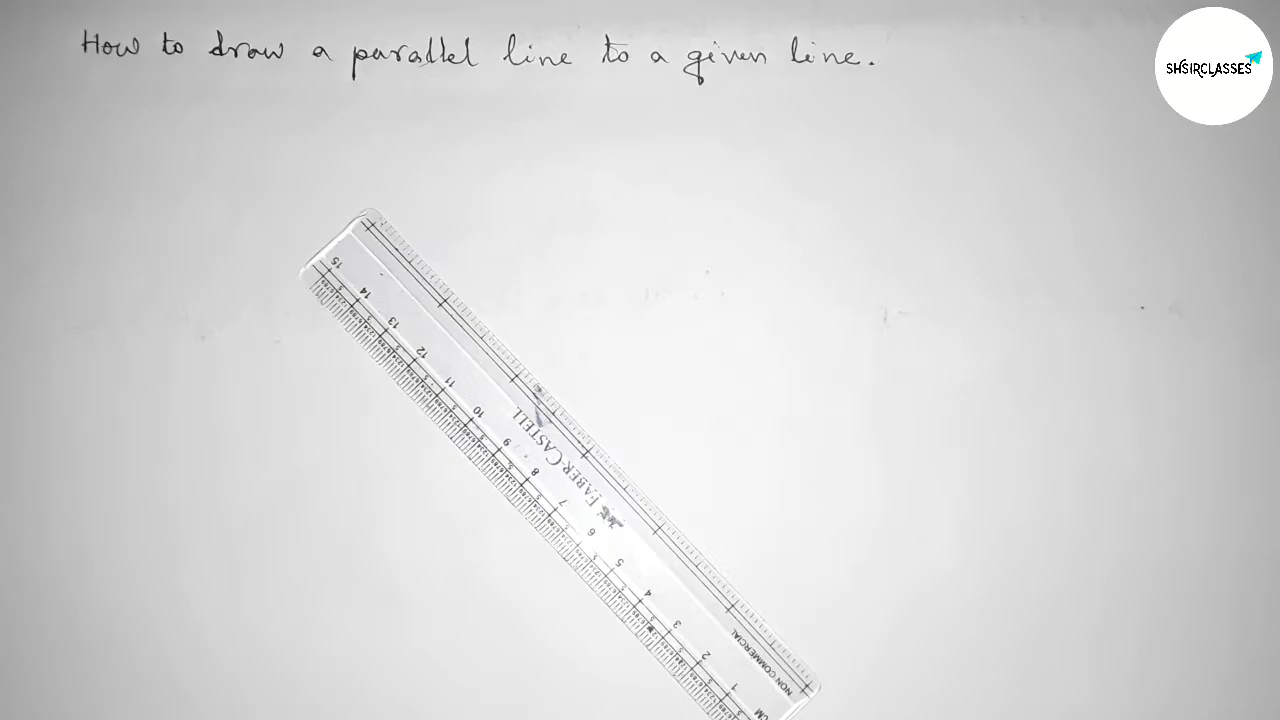 How to draw a parallel line to a given line.
SHSIRCLASSES
15 14 13 12 11 10 9 8 7 6 5 4 3 2 1 CM
FABER-CASTELL
NON COMMERCIAL